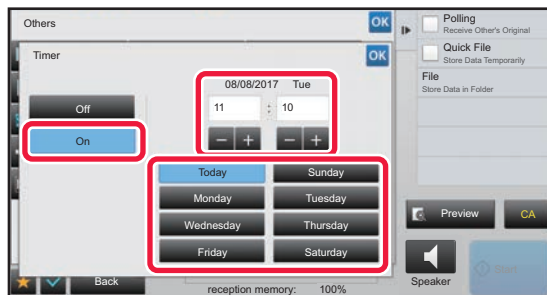 Others
OK
Timer
OK
08/08/2017 Tue
11 : 10
Off
On
Today
Sunday
Monday
Tuesday
Wednesday
Thursday
Friday
Saturday
Back
reception memory: 100%
Polling
Receive Other's Original
Quick File
Store Data Temporarily
File
Store Data in Folder
Preview
CA
Speaker
Start